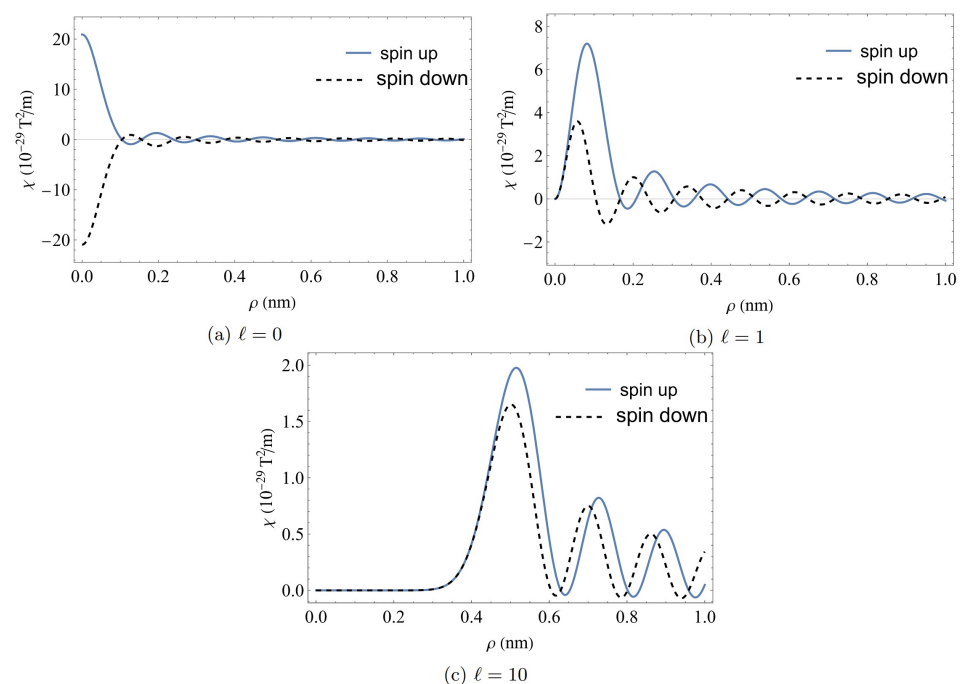 20
10
0
−10
−20
χ (10⁻²⁹ T²/m)
spin up
spin down
0.0 0.2 0.4 0.6 0.8 1.0
ρ (nm)
(a) ℓ = 0
8
6
4
2
0
−2
χ (10⁻²⁹ T²/m)
spin up
spin down
0.0 0.2 0.4 0.6 0.8 1.0
ρ (nm)
(b) ℓ = 1
2.0
1.5
1.0
0.5
0.0
χ (10⁻²⁹ T²/m)
spin up
spin down
0.0 0.2 0.4 0.6 0.8 1.0
ρ (nm)
(c) ℓ = 10